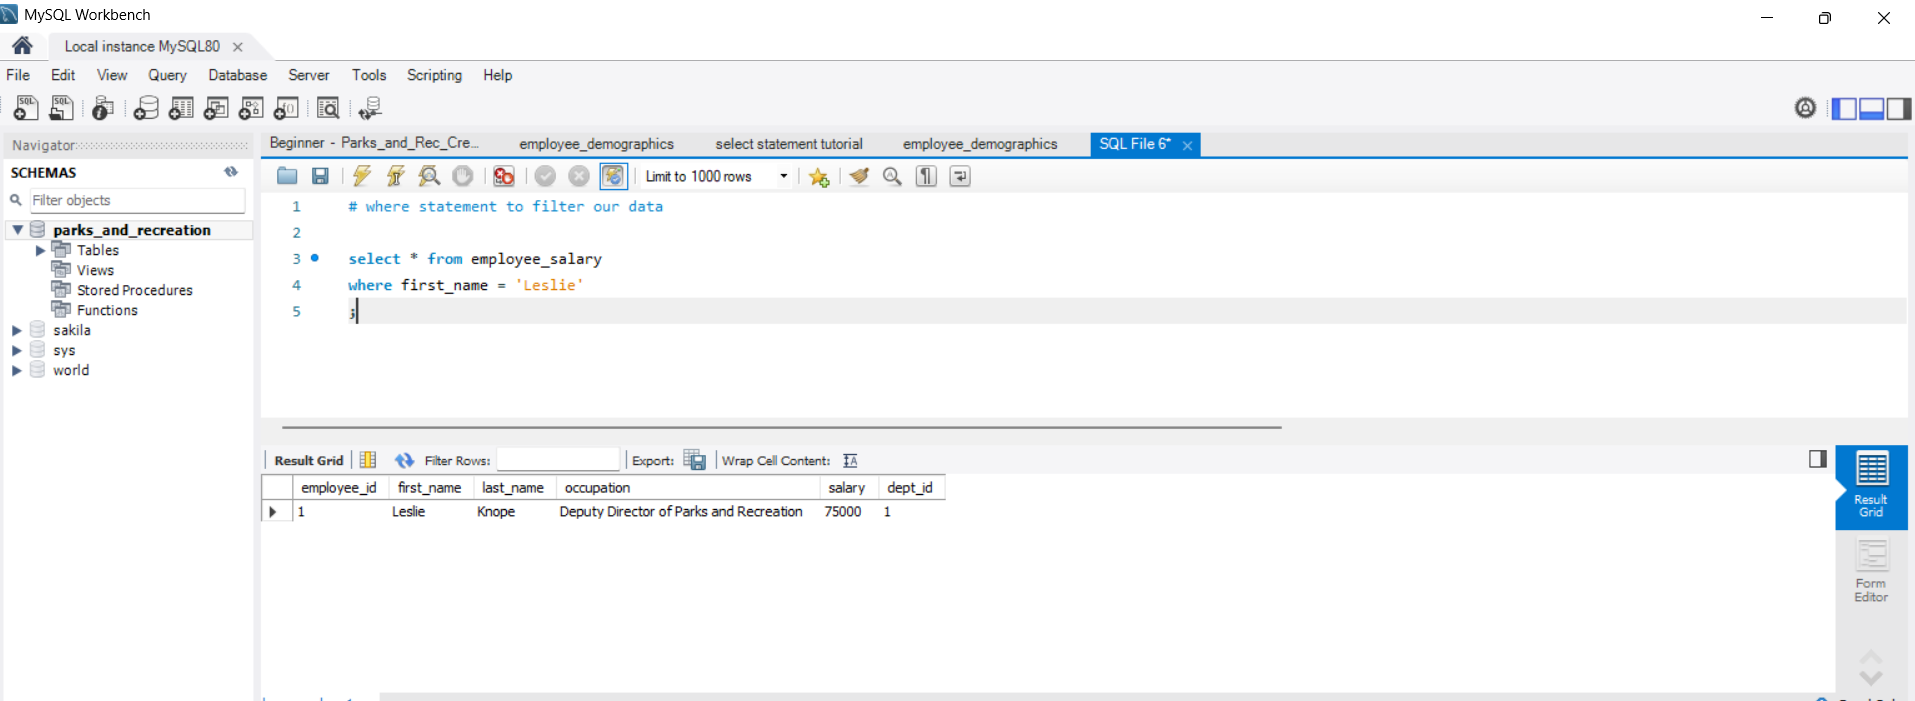 MySQL Workbench
Local instance MySQL80
File Edit View Query Database Server Tools Scripting Help
Navigator
SCHEMAS
Filter objects
parks_and_recreation
Tables
Views
Stored Procedures
Functions
sakila
sys
world
Beginner - Parks_and_Rec_Cre... employee_demographics select statement tutorial employee_demographics SQL File 6*
Limit to 1000 rows
1 # where statement to filter our data
2
3 select * from employee_salary
4 where first_name = 'Leslie'
5 ;
Result Grid Filter Rows: Export: Wrap Cell Content:
employee_id first_name last_name occupation salary dept_id
1 Leslie Knope Deputy Director of Parks and Recreation 75000 1
Result
Grid
Form
Editor